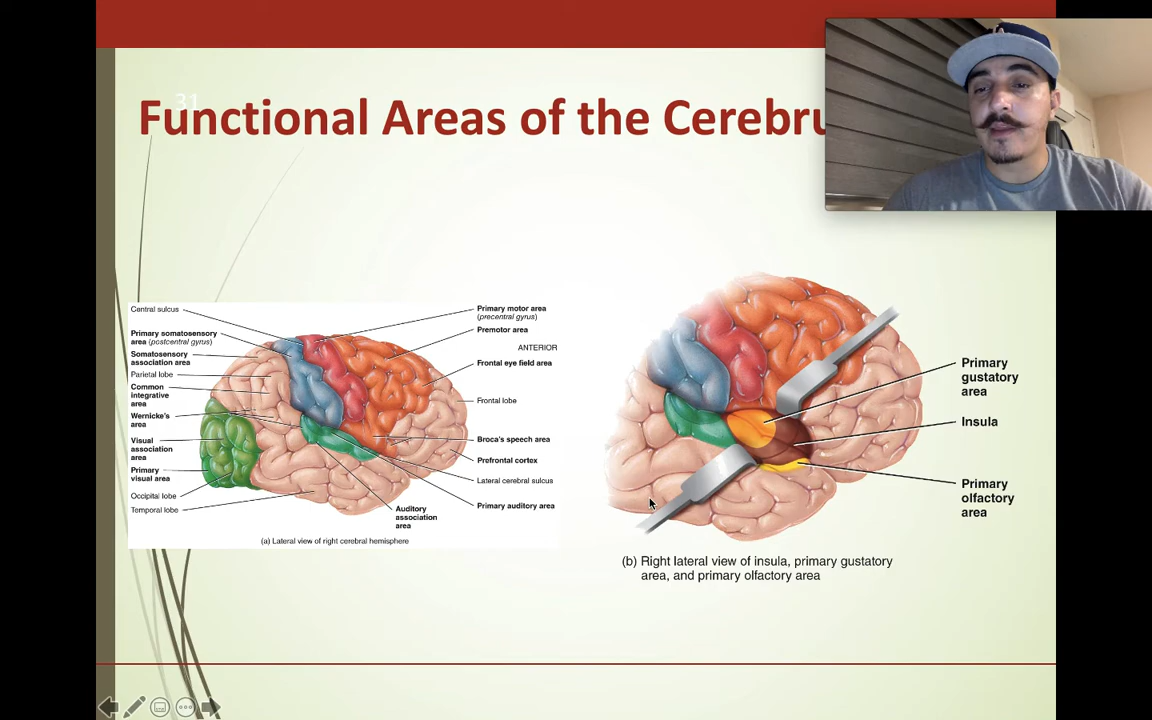 31
Functional Areas of the Cerebru
Central sulcus
Primary somatosensory
area (postcentral gyrus)
Somatosensory
association area
Parietal lobe
Common
integrative
area
Wernicke's
area
Visual
association
area
Primary
visual area
Occipital lobe
Temporal lobe
Primary motor area
(precentral gyrus)
Premotor area
ANTERIOR
Frontal eye field area
Frontal lobe
Broca's speech area
Prefrontal cortex
Lateral cerebral sulcus
Primary auditory area
Auditory
association
area
(a) Lateral view of right cerebral hemisphere
Primary
gustatory
area
Insula
Primary
olfactory
area
(b) Right lateral view of insula, primary gustatory
area, and primary olfactory area